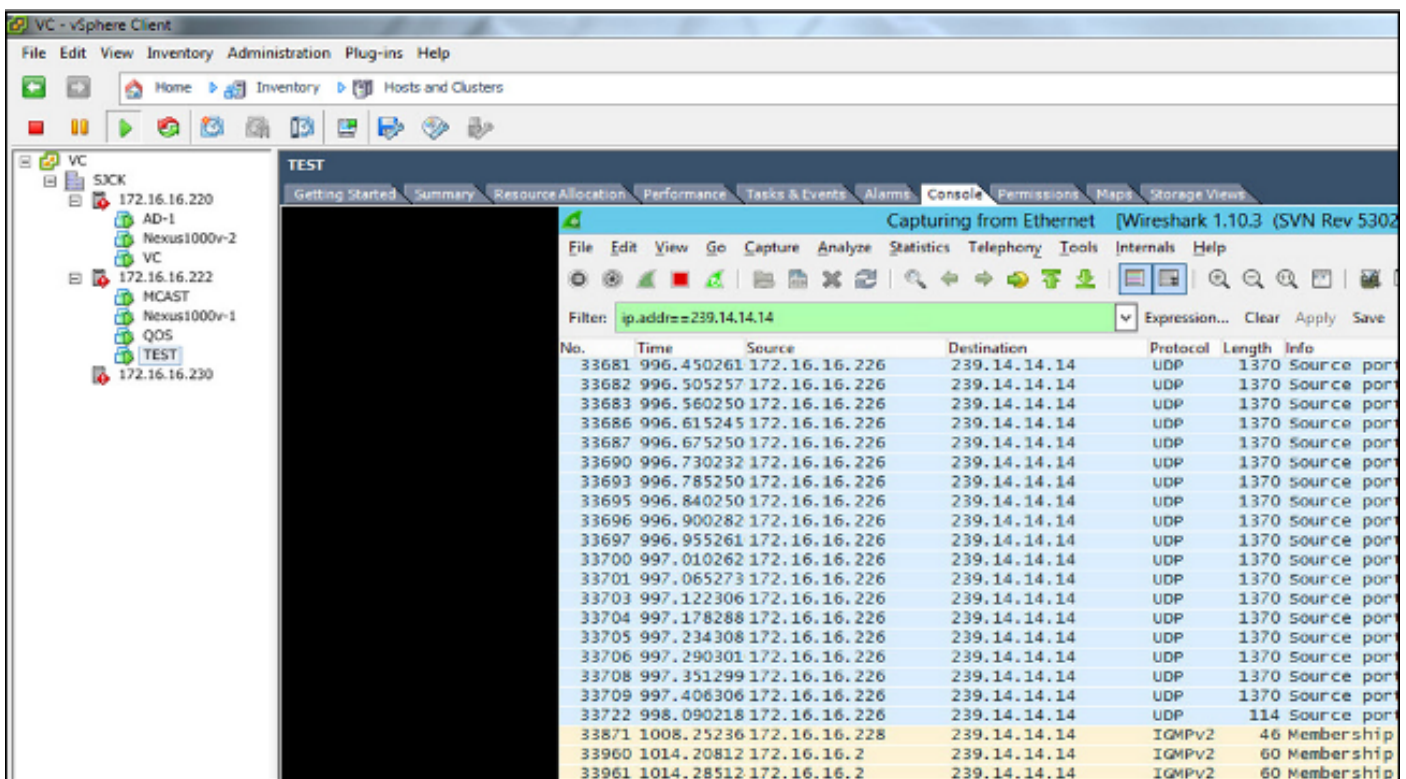 VC - vSphere Client
File Edit View Inventory Administration Plug-ins Help
Home Inventory Hosts and Clusters
VC
SJCK
172.16.16.220
AD-1
Nexus1000v-2
VC
172.16.16.222
MCAST
Nexus1000v-1
QOS
TEST
172.16.16.230
TEST
Getting Started Summary Resource Allocation Performance Tasks & Events Alarms Console Permissions Maps Storage Views
Capturing from Ethernet [Wireshark 1.10.3 (SVN Rev 5302
File Edit View Go Capture Analyze Statistics Telephony Tools Internals Help
Filter: ip.addr==239.14.14.14 Expression... Clear Apply Save
No. Time Source Destination Protocol Length Info
33681 996.450261 172.16.16.226 239.14.14.14 UDP 1370 Source port
33682 996.505257 172.16.16.226 239.14.14.14 UDP 1370 Source port
33683 996.560250 172.16.16.226 239.14.14.14 UDP 1370 Source port
33686 996.615245 172.16.16.226 239.14.14.14 UDP 1370 Source port
33687 996.675250 172.16.16.226 239.14.14.14 UDP 1370 Source port
33690 996.730232 172.16.16.226 239.14.14.14 UDP 1370 Source port
33693 996.785250 172.16.16.226 239.14.14.14 UDP 1370 Source port
33695 996.840250 172.16.16.226 239.14.14.14 UDP 1370 Source port
33696 996.900282 172.16.16.226 239.14.14.14 UDP 1370 Source port
33697 996.955261 172.16.16.226 239.14.14.14 UDP 1370 Source port
33700 997.010262 172.16.16.226 239.14.14.14 UDP 1370 Source port
33701 997.065273 172.16.16.226 239.14.14.14 UDP 1370 Source port
33703 997.122306 172.16.16.226 239.14.14.14 UDP 1370 Source port
33704 997.178288 172.16.16.226 239.14.14.14 UDP 1370 Source port
33705 997.234308 172.16.16.226 239.14.14.14 UDP 1370 Source port
33706 997.290301 172.16.16.226 239.14.14.14 UDP 1370 Source port
33708 997.351299 172.16.16.226 239.14.14.14 UDP 1370 Source port
33709 997.406306 172.16.16.226 239.14.14.14 UDP 1370 Source port
33722 998.090218 172.16.16.226 239.14.14.14 UDP 114 Source port
33871 1008.25236 172.16.16.228 239.14.14.14 IGMPv2 46 Membership
33960 1014.20812 172.16.16.2 239.14.14.14 IGMPv2 60 Membership
33961 1014.28512 172.16.16.2 239.14.14.14 IGMPv2 60 Membership